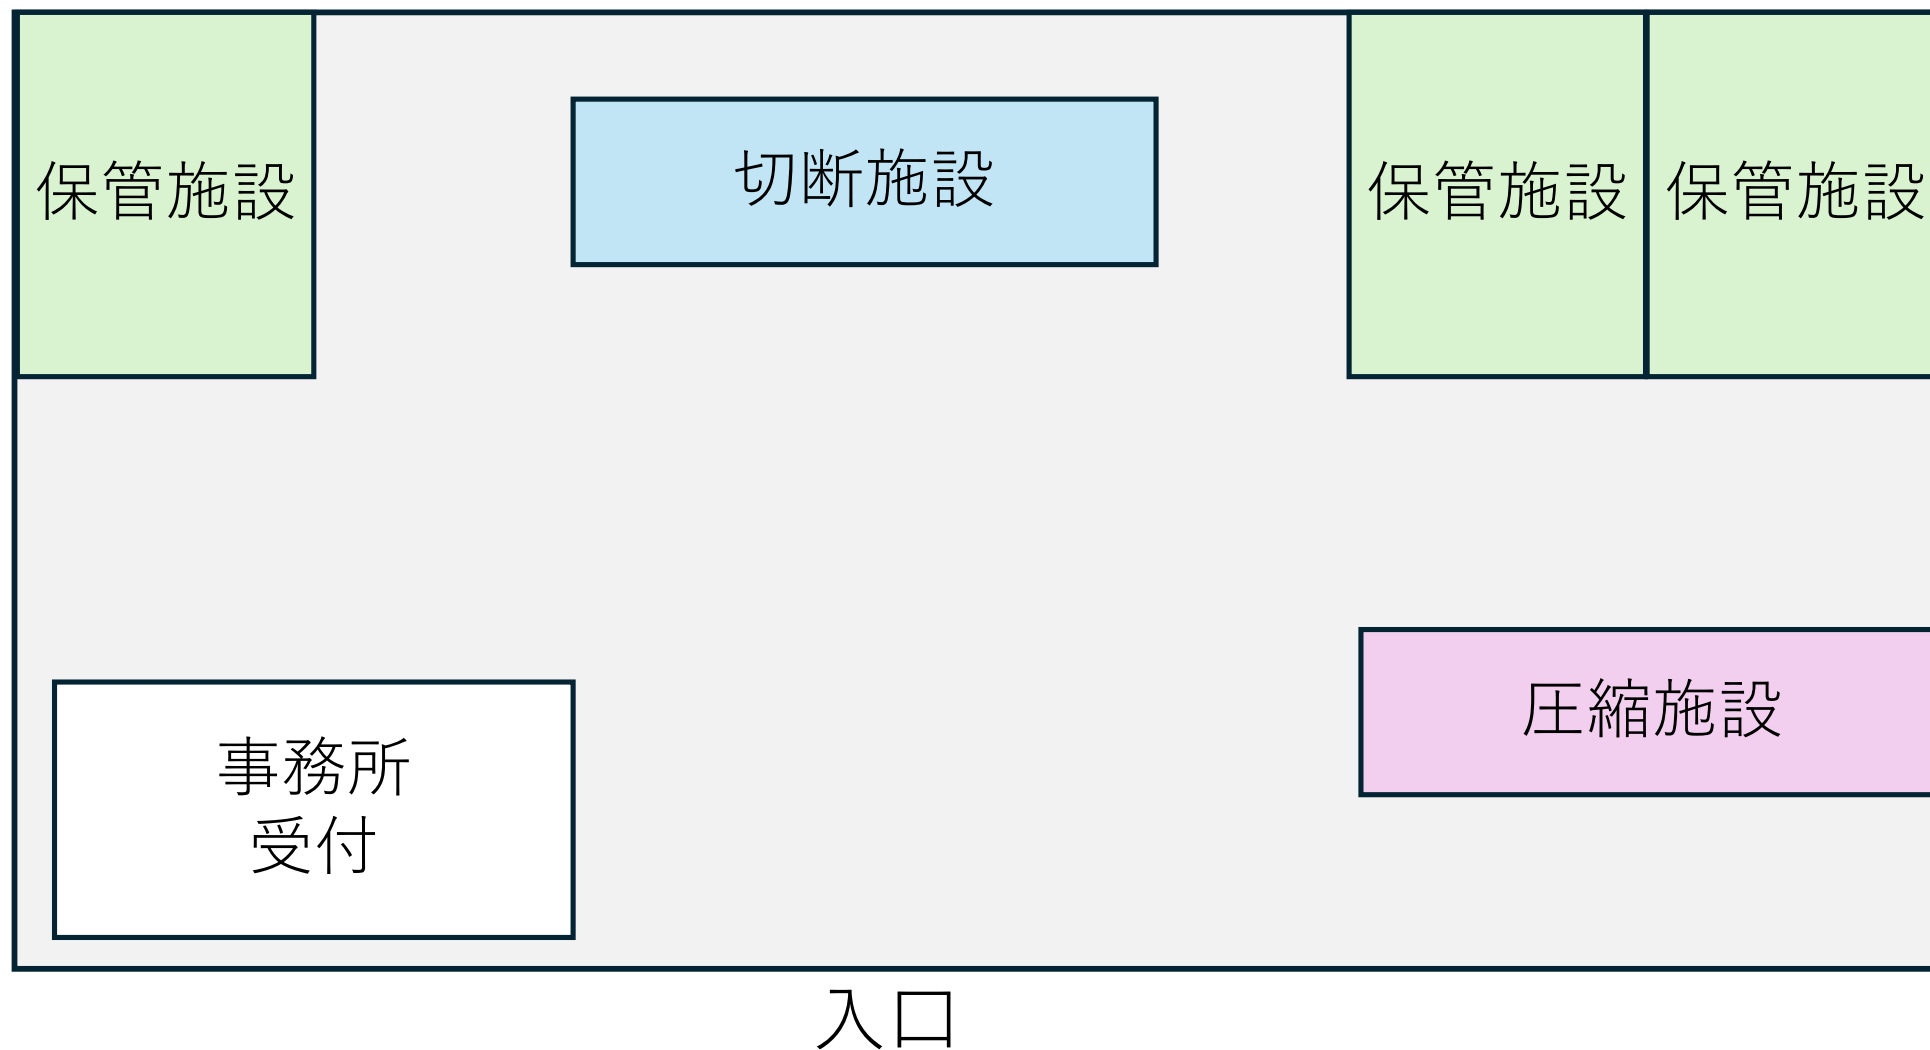 保管施設
切断施設
保管施設
保管施設
圧縮施設
事務所
受付
入口